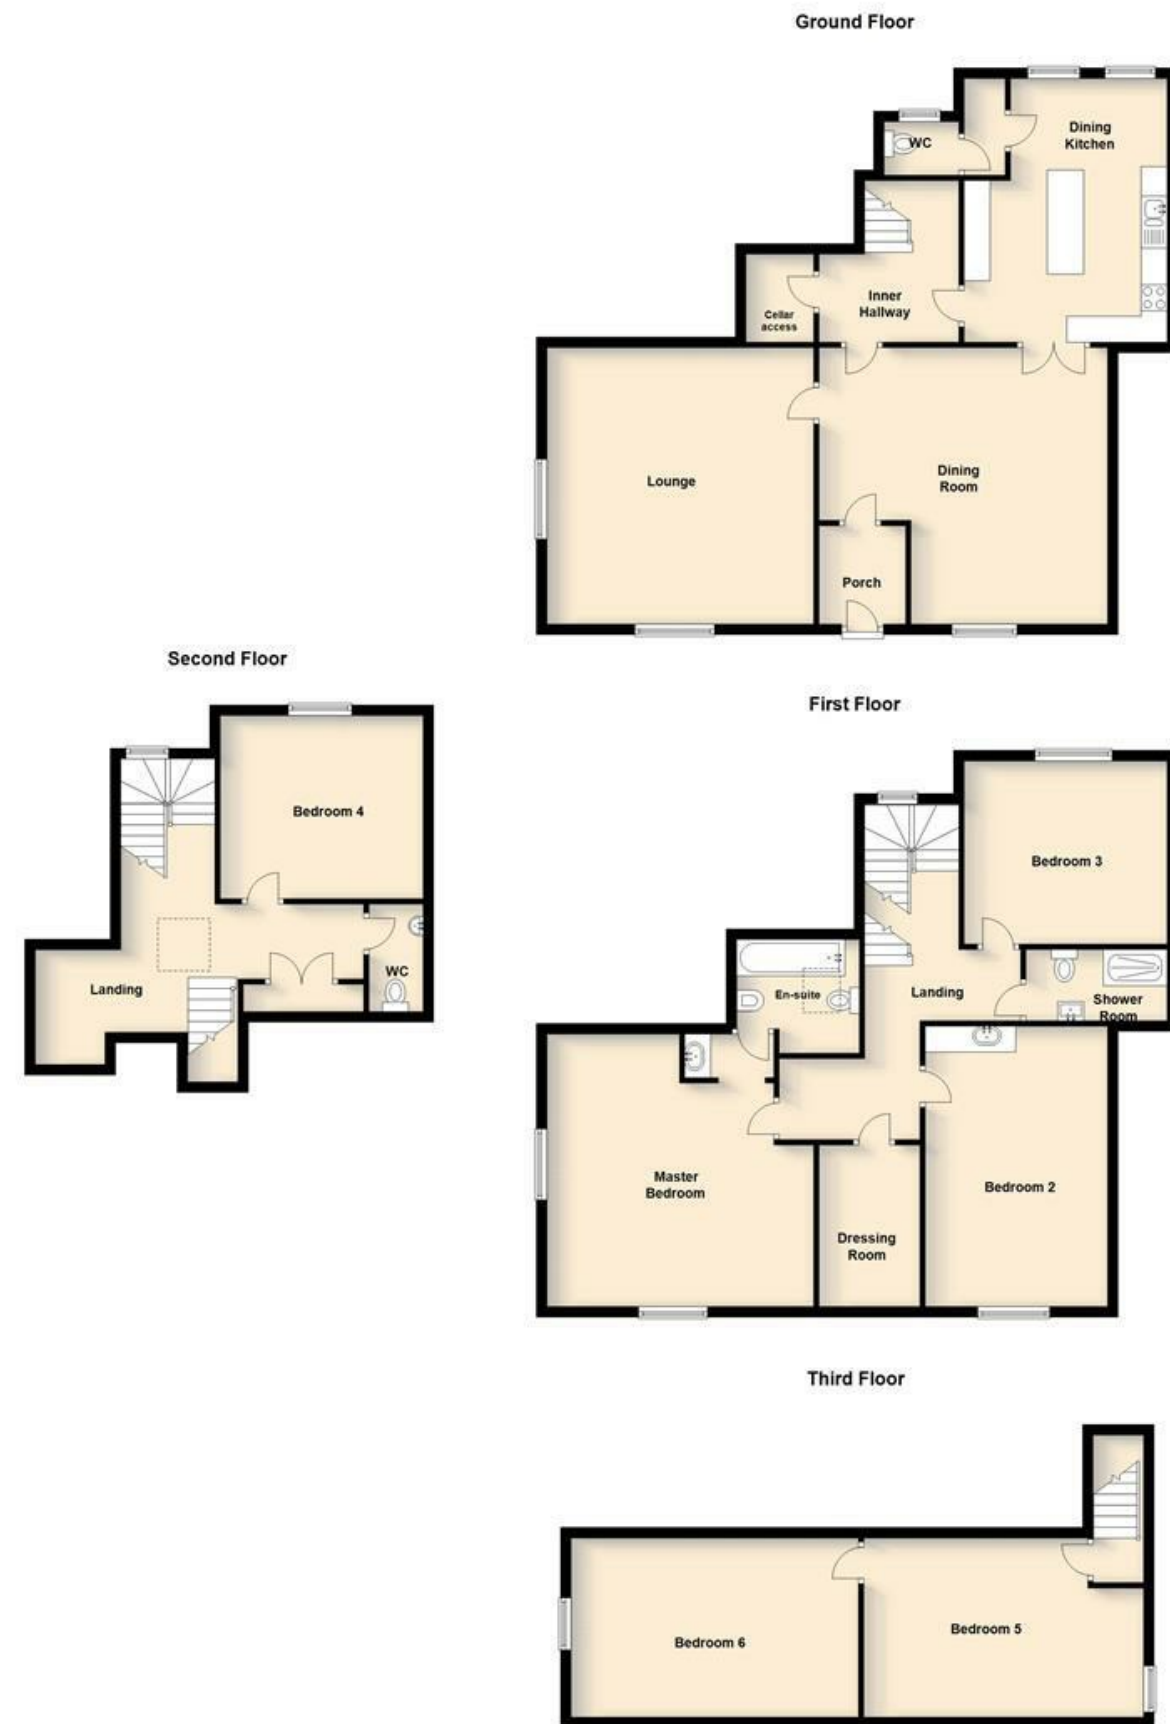 Ground Floor
Dining
Kitchen
WC
Inner
Hallway
Cellar
access
Lounge
Dining
Room
Porch
Second Floor
Bedroom 4
WC
Landing
First Floor
Bedroom 3
En-suite
Landing
Shower
Room
Master
Bedroom
Bedroom 2
Dressing
Room
Third Floor
Bedroom 6
Bedroom 5